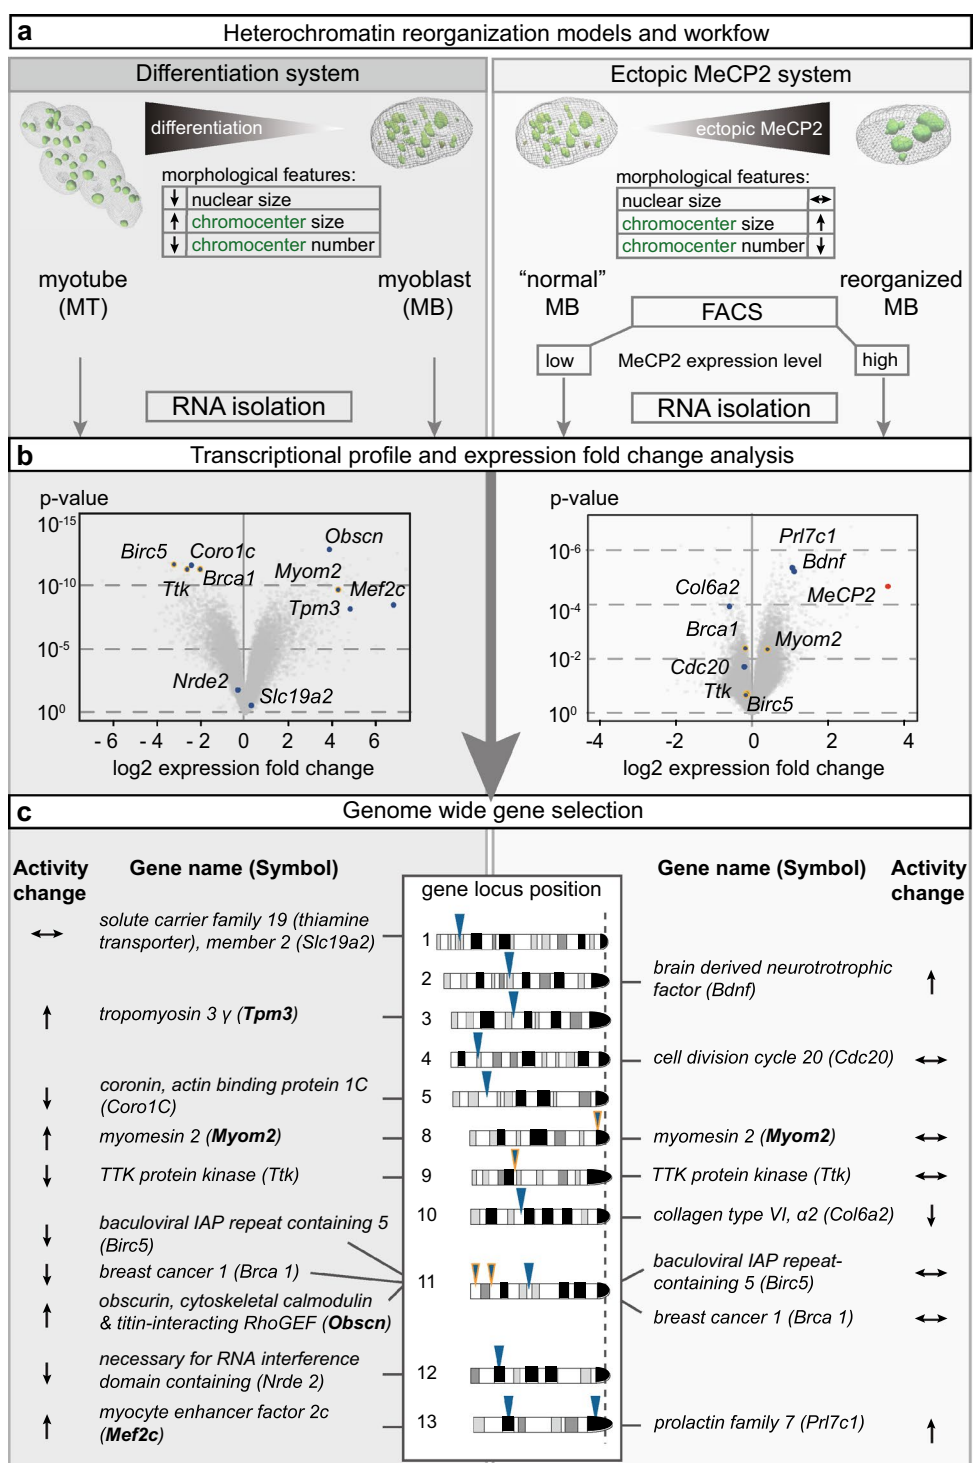 a
Heterochromatin reorganization models and workfow
Differentiation system
differentiation
morphological features:
nuclear size
chromocenter size
chromocenter number
myotube
(MT)
myoblast
(MB)
RNA isolation
Ectopic MeCP2 system
ectopic MeCP2
morphological features:
nuclear size
chromocenter size
chromocenter number
“normal”
MB
reorganized
MB
FACS
low
MeCP2 expression level
high
RNA isolation
b
Transcriptional profile and expression fold change analysis
p-value
10-15
10-10
10-5
100
Birc5
Coro1c
Ttk
Brca1
Obscn
Myom2
Mef2c
Tpm3
Nrde2
Slc19a2
- 6 - 4 - 2 0 2 4 6
log2 expression fold change
p-value
10-6
10-4
10-2
100
Prl7c1
Bdnf
Col6a2
MeCP2
Brca1
Myom2
Cdc20
Ttk
Birc5
-4 -2 0 2 4
log2 expression fold change
c
Genome wide gene selection
Activity
change
Gene name (Symbol)
solute carrier family 19 (thiamine
transporter), member 2 (Slc19a2)
tropomyosin 3 γ (Tpm3)
coronin, actin binding protein 1C
(Coro1C)
myomesin 2 (Myom2)
TTK protein kinase (Ttk)
baculoviral IAP repeat containing 5
(Birc5)
breast cancer 1 (Brca 1)
obscurin, cytoskeletal calmodulin
& titin-interacting RhoGEF (Obscn)
necessary for RNA interference
domain containing (Nrde 2)
myocyte enhancer factor 2c
(Mef2c)
gene locus position
1
2
3
4
5
8
9
10
11
12
13
Gene name (Symbol)
Activity
change
brain derived neurotrotrophic
factor (Bdnf)
cell division cycle 20 (Cdc20)
myomesin 2 (Myom2)
TTK protein kinase (Ttk)
collagen type VI, α2 (Col6a2)
baculoviral IAP repeat-
containing 5 (Birc5)
breast cancer 1 (Brca 1)
prolactin family 7 (Prl7c1)